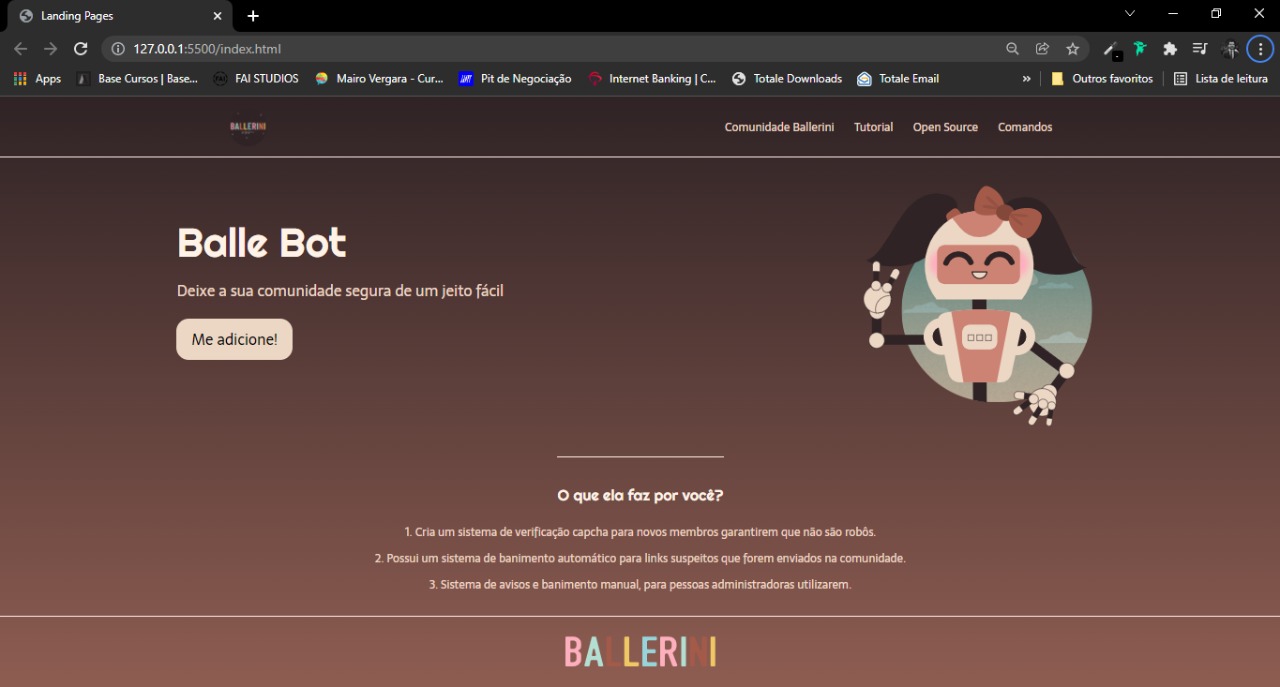 Landing Pages
127.0.0.1:5500/index.html
Apps
Base Cursos | Base...
FAI STUDIOS
Mairo Vergara - Cur...
Pit de Negociação
Internet Banking | C...
Totale Downloads
Totale Email
»
Outros favoritos
Lista de leitura
BALLERINI
Comunidade Ballerini
Tutorial
Open Source
Comandos
Balle Bot
Deixe a sua comunidade segura de um jeito fácil
Me adicione!
O que ela faz por você?
1. Cria um sistema de verificação capcha para novos membros garantirem que não são robôs.
2. Possui um sistema de banimento automático para links suspeitos que forem enviados na comunidade.
3. Sistema de avisos e banimento manual, para pessoas administradoras utilizarem.
BALLERINI